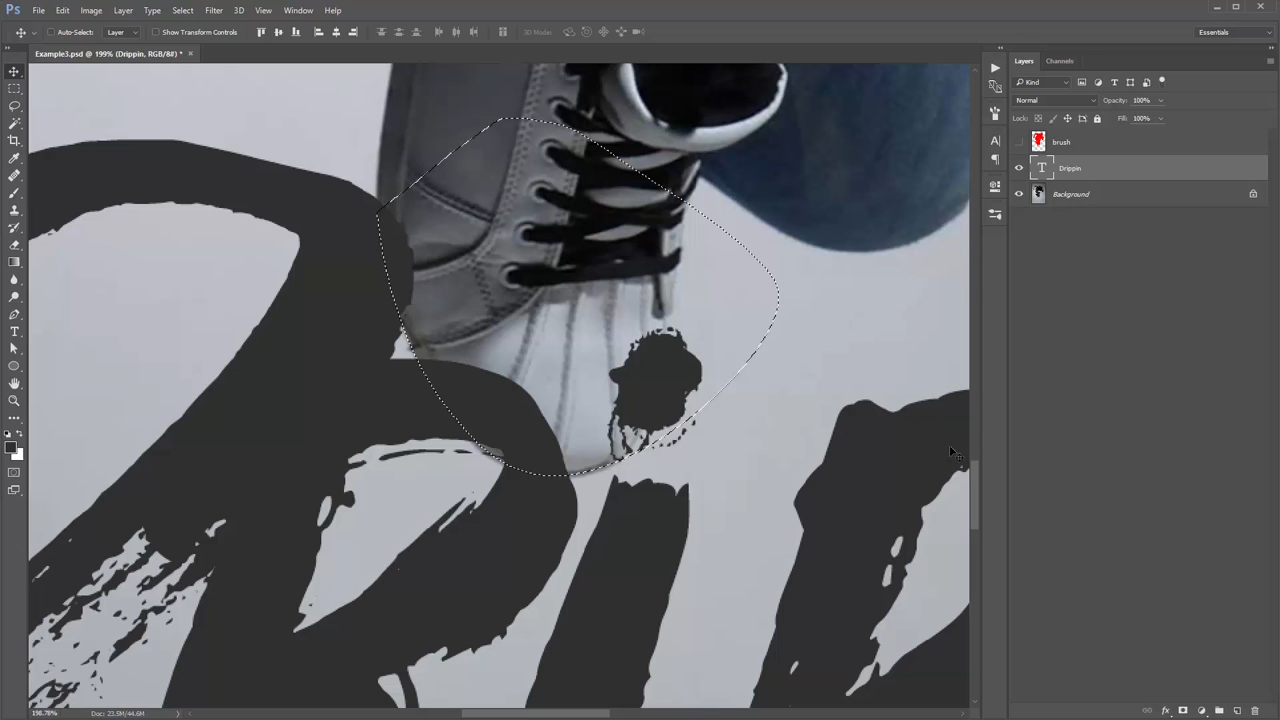 Ps File Edit Image Layer Type Select Filter 3D View Window Help
Auto-Select: Layer Show Transform Controls 3D Mode: Essentials
Example3.psd @ 199% (Drippin, RGB/8#) * ×
Layers Channels
Kind
Normal Opacity: 100%
Lock: Fill: 100%
brush
T Drippin
Background
198.78% Doc: 23.5M/44.6M